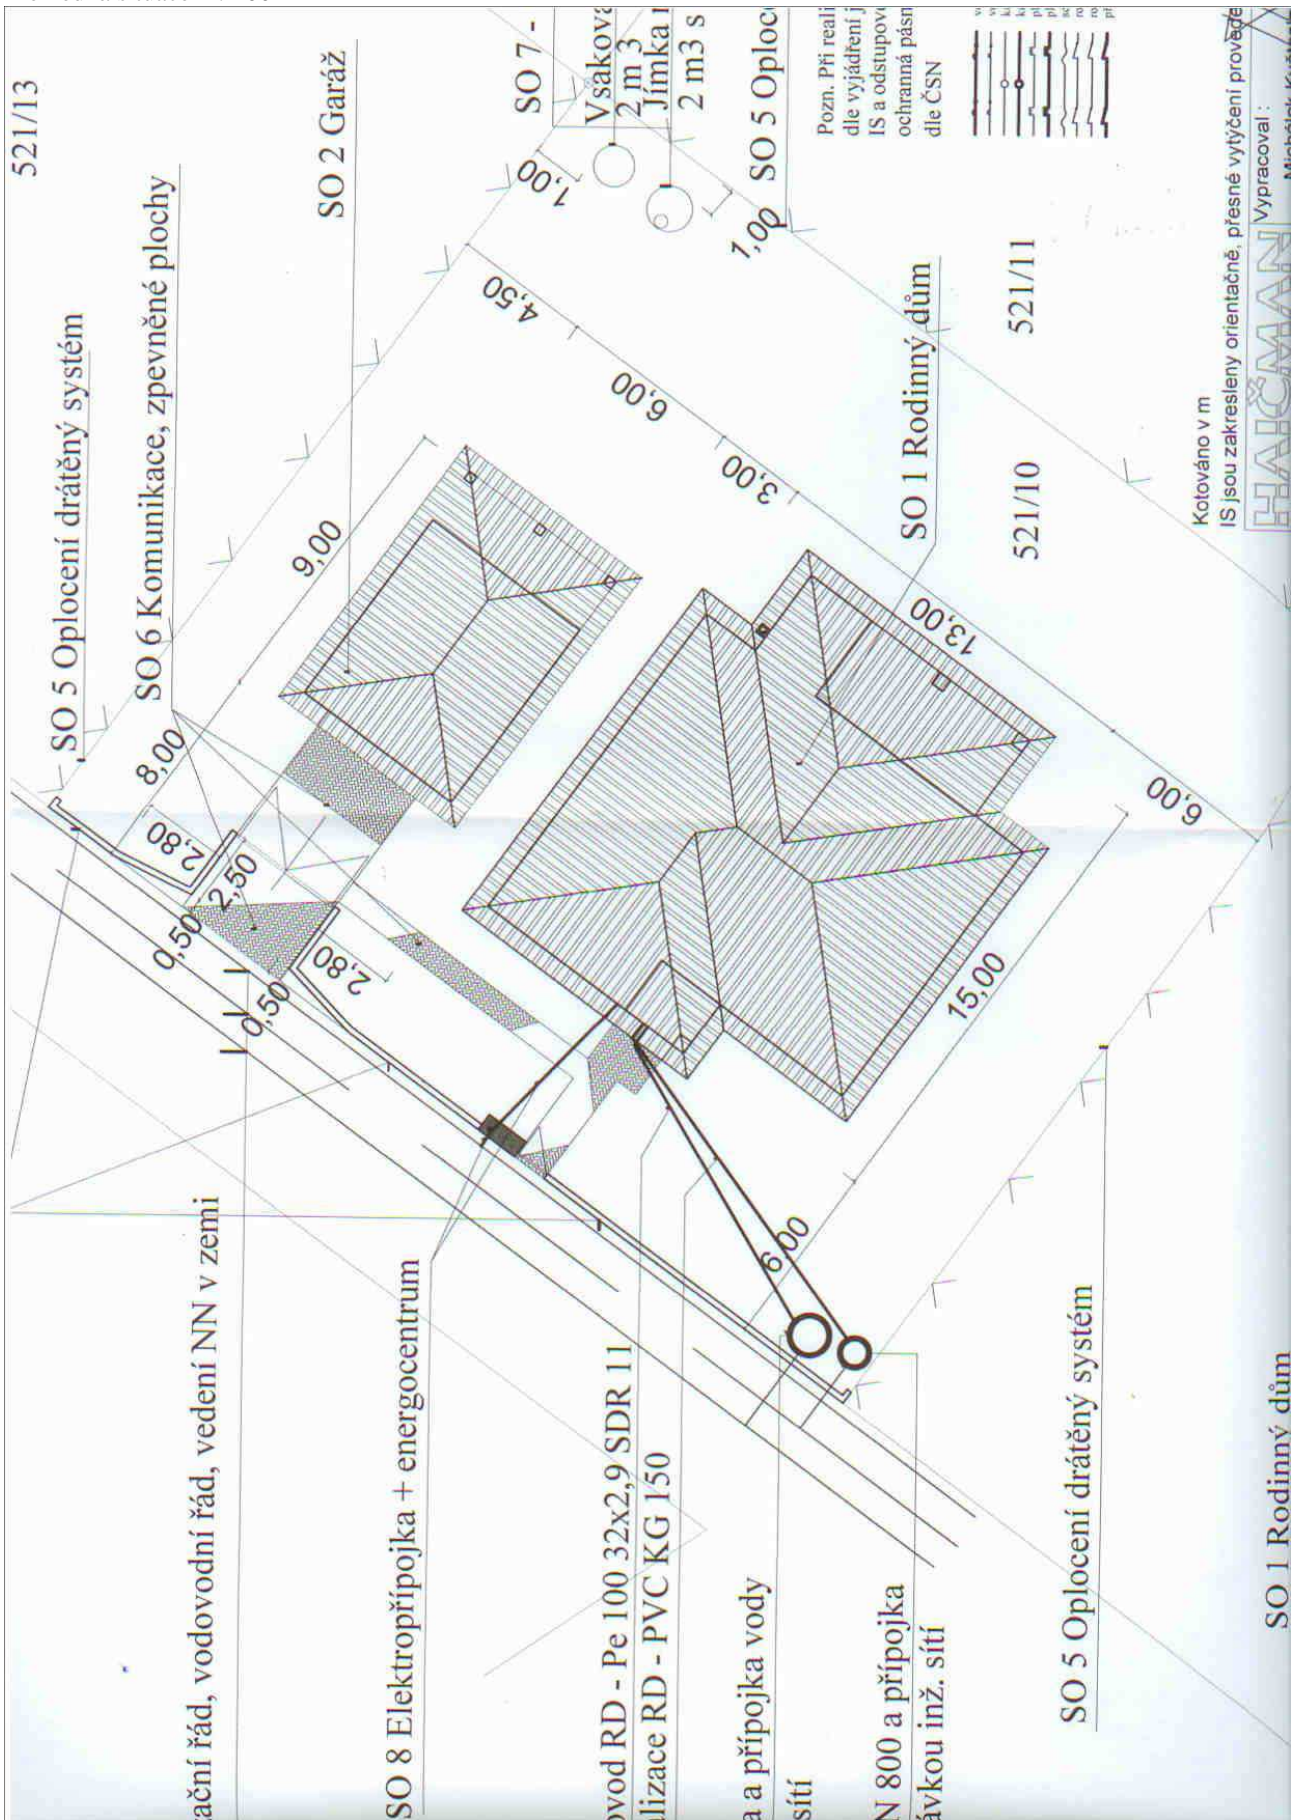 521/13
SO 5 Oplocení drátěný systém
SO 6 Komunikace, zpevněné plochy
SO 2 Garáž
SO 7 -
Vsakova
2 m 3
Jímka
2 m3 s
SO 5 Oploc
Pozn. Při reali
dle vyjádření j
IS a odstupov
ochranná pásn
dle ČSN
1,00
1,00
4,50
6,00
3,00
13,00
6,00
9,00
8,00
2,80
2,50
0,50
0,50
2,80
15,00
6,00
SO 1 Rodinný dům
521/11
521/10
Kotováno v m
IS jsou zakresleny orientačně, přesné vytýčení provede
HAIČMAN
Vypracoval :
ační řád, vodovodní řád, vedení NN v zemi
SO 8 Elektropřípojka + energocentrum
ovod RD - Pe 100 32x2,9 SDR 11
alizace RD - PVC KG 150
a a přípojka vody
sítí
N 800 a přípojka
ávkou inž. sítí
SO 5 Oplocení drátěný systém
SO 1 Rodinný dům